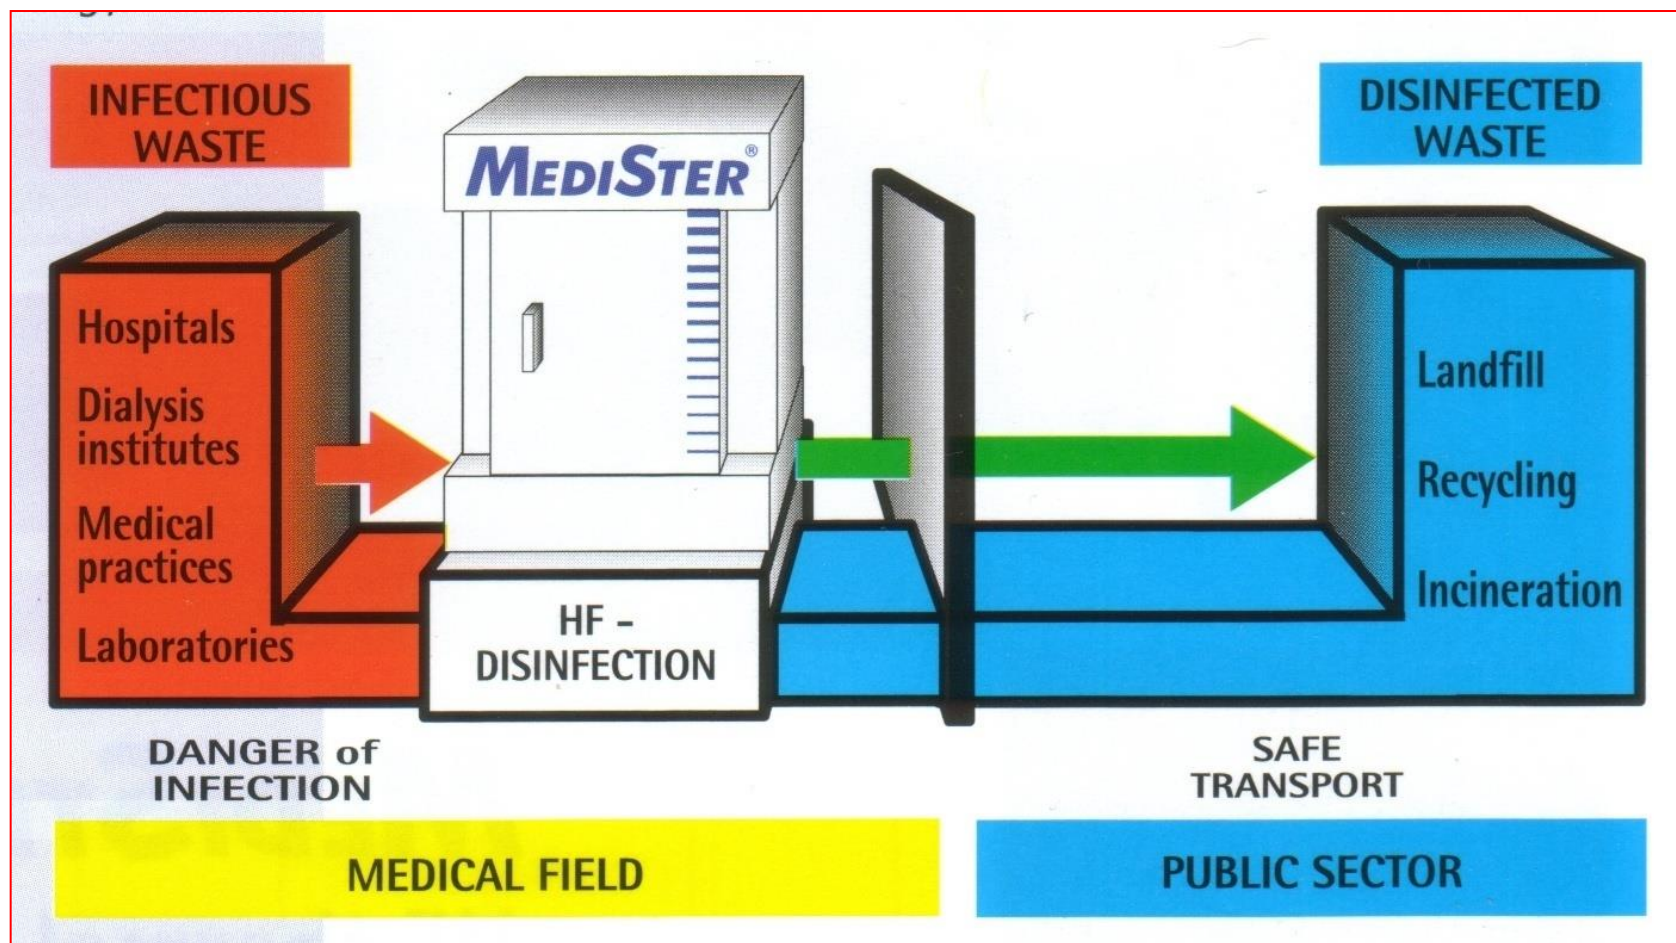 INFECTIOUS
WASTE
MEDISTER®
DISINFECTED
WASTE
Hospitals
Dialysis
institutes
Medical
practices
Laboratories
HF -
DISINFECTION
Landfill
Recycling
Incineration
DANGER of
INFECTION
SAFE
TRANSPORT
MEDICAL FIELD
PUBLIC SECTOR